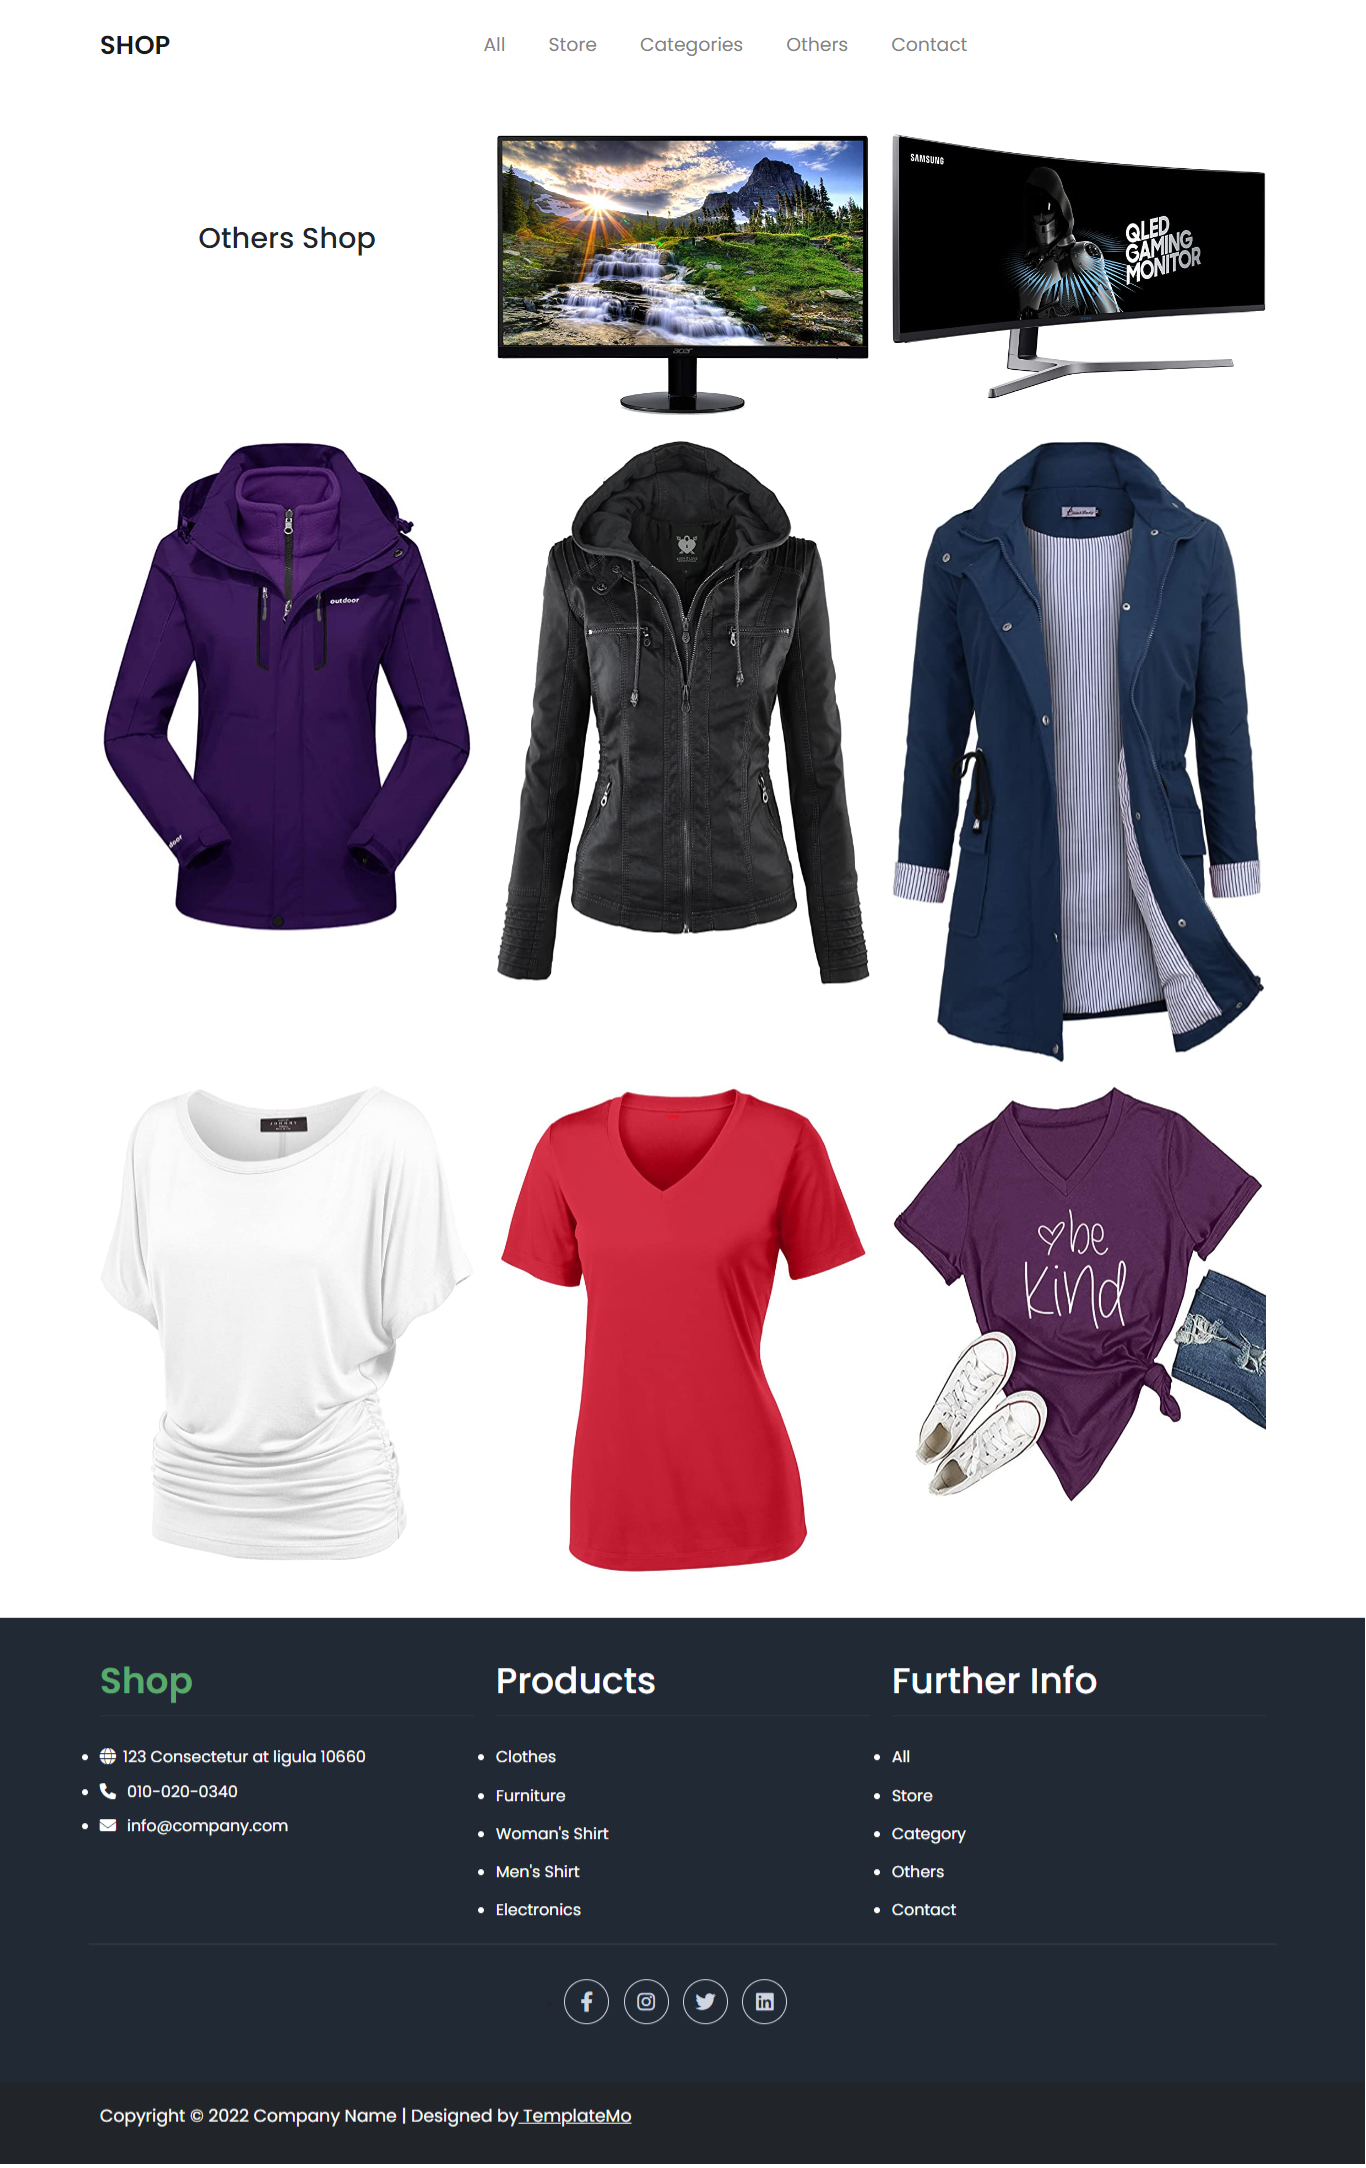 SHOP
All Store Categories Others Contact
Others Shop
acer
SAMSUNG
QLED
GAMING
MONITOR
outdoor
be
kind
Shop
123 Consectetur at ligula 10660
010-020-0340
info@company.com
Products
Clothes
Furniture
Woman's Shirt
Men's Shirt
Electronics
Further Info
All
Store
Category
Others
Contact
Copyright © 2022 Company Name | Designed by TemplateMo